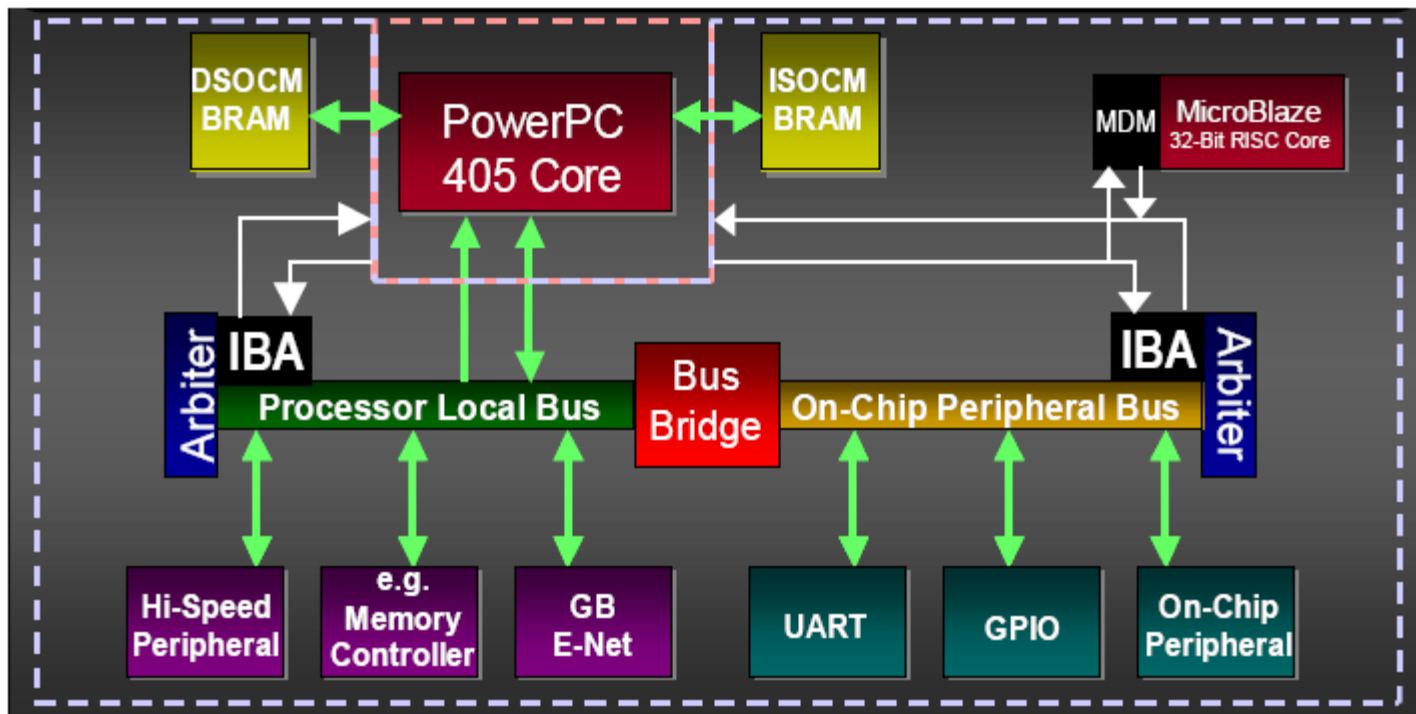 DSOCM
BRAM
PowerPC
405 Core
ISOCM
BRAM
MDM
MicroBlaze
32-Bit RISC Core
Arbiter
IBA
Processor Local Bus
Bus
Bridge
On-Chip Peripheral Bus
IBA
Arbiter
Hi-Speed
Peripheral
e.g.
Memory
Controller
GB
E-Net
UART
GPIO
On-Chip
Peripheral